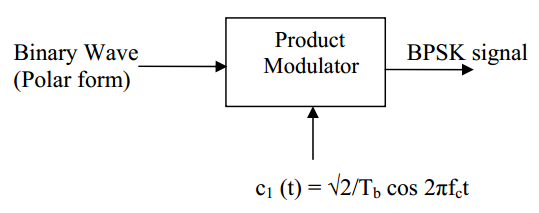 Binary Wave
(Polar form)
Product
Modulator
BPSK signal
c₁ (t) = √2/T_b cos 2πf_ct